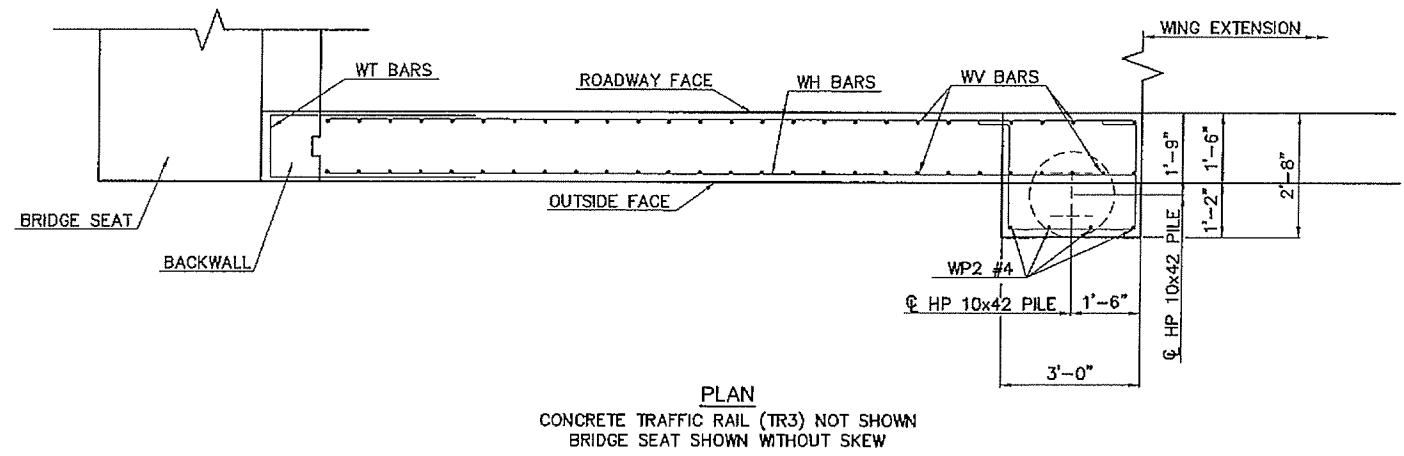 WING EXTENSION
WT BARS
ROADWAY FACE
WH BARS
WV BARS
1'-9"
1'-6"
2'-8"
1'-2"
BRIDGE SEAT
BACKWALL
OUTSIDE FACE
WP2 #4
℄ HP 10x42 PILE
1'-6"
℄ HP 10x42 PILE
3'-0"
PLAN
CONCRETE TRAFFIC RAIL (TR3) NOT SHOWN
BRIDGE SEAT SHOWN WITHOUT SKEW